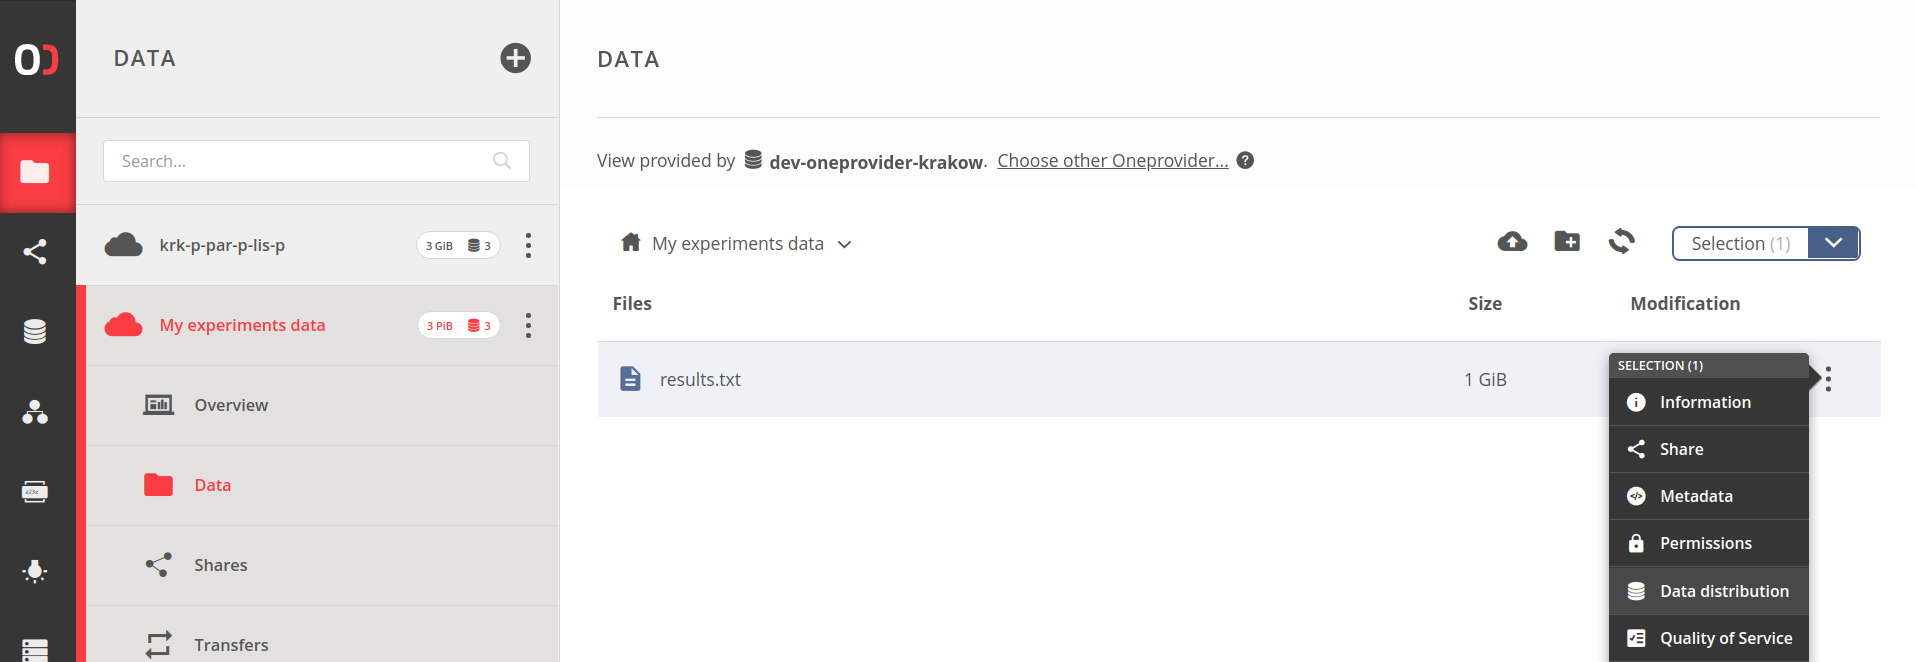 DATA
Search...
krk-p-par-p-lis-p
3 GiB 3
My experiments data
3 PiB 3
Overview
Data
Shares
Transfers
DATA
View provided by dev-oneprovider-krakow. Choose other Oneprovider... ?
My experiments data
Selection (1)
Files Size Modification
results.txt 1 GiB
SELECTION (1)
Information
Share
Metadata
Permissions
Data distribution
Quality of Service